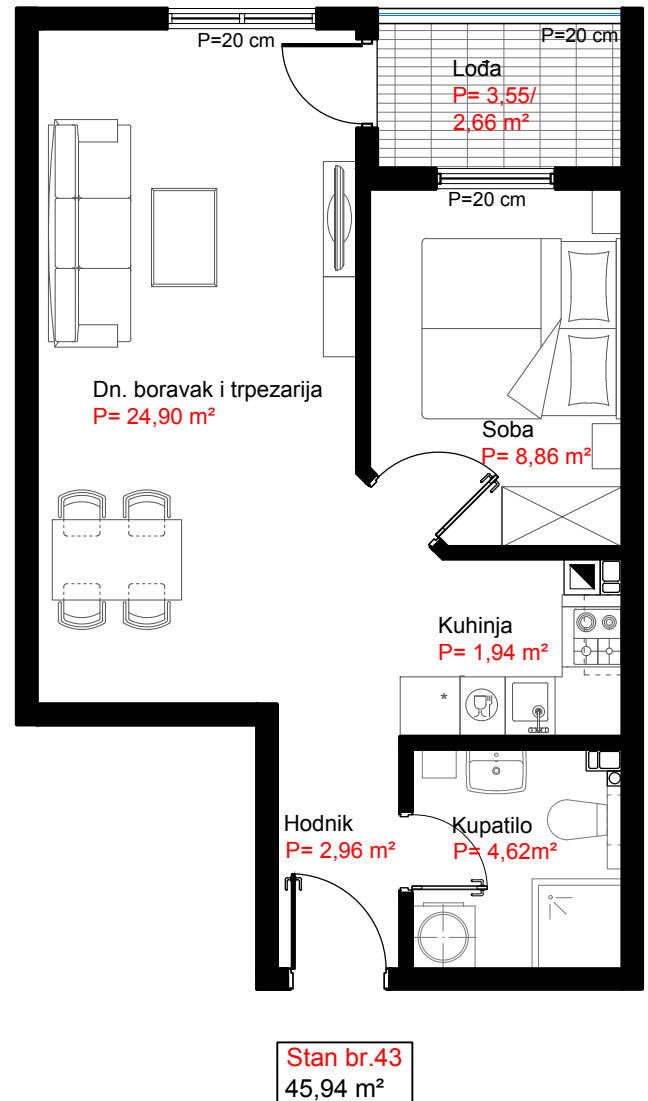 P=20 cm
P=20 cm
Lođa
P= 3,55/
2,66 m²
P=20 cm
Dn. boravak i trpezarija
P= 24,90 m²
Soba
P= 8,86 m²
Kuhinja
P= 1,94 m²
*
Hodnik
P= 2,96 m²
Kupatilo
P= 4,62m²
Stan br.43
45,94 m²